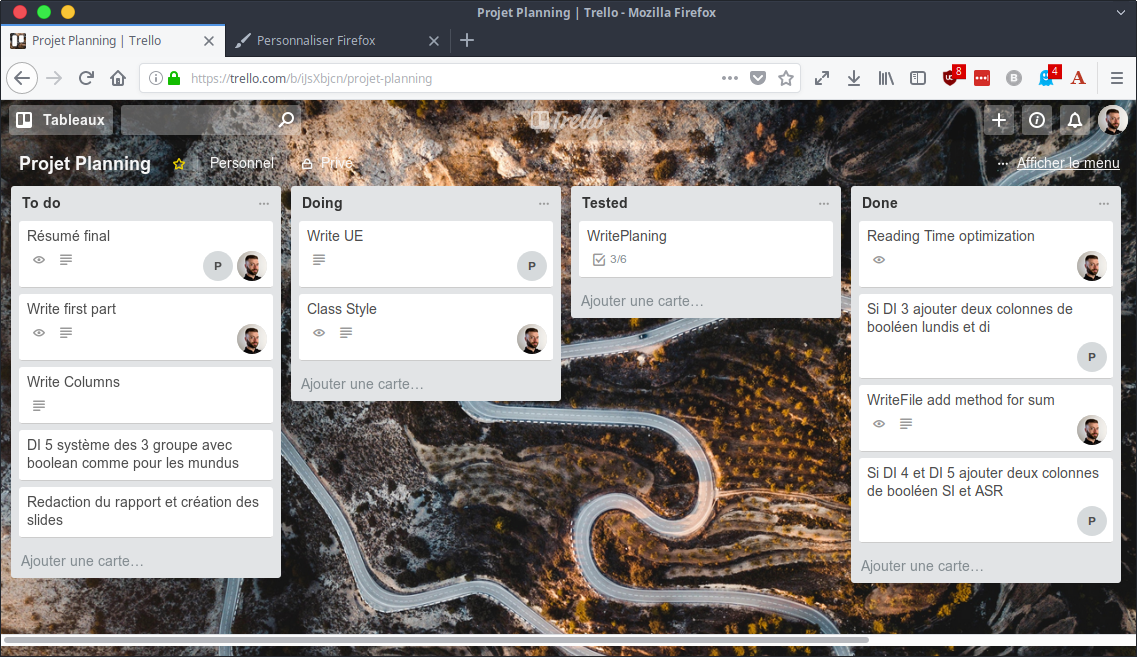 Projet Planning | Trello - Mozilla Firefox
Projet Planning | Trello
Personnaliser Firefox
https://trello.com/b/iJsXbjcn/projet-planning
8
4
B
A
Tableaux
Trello
Projet Planning
Personnel
Privé
Afficher le menu
To do
Résumé final
P
Write first part
Write Columns
DI 5 système des 3 groupe avec
boolean comme pour les mundus
Redaction du rapport et création des
slides
Ajouter une carte…
Doing
Write UE
P
Class Style
Ajouter une carte…
Tested
WritePlaning
3/6
Ajouter une carte…
Done
Reading Time optimization
Si DI 3 ajouter deux colonnes de
booléen lundis et di
P
WriteFile add method for sum
Si DI 4 et DI 5 ajouter deux colonnes
de booléen SI et ASR
P
Ajouter une carte…